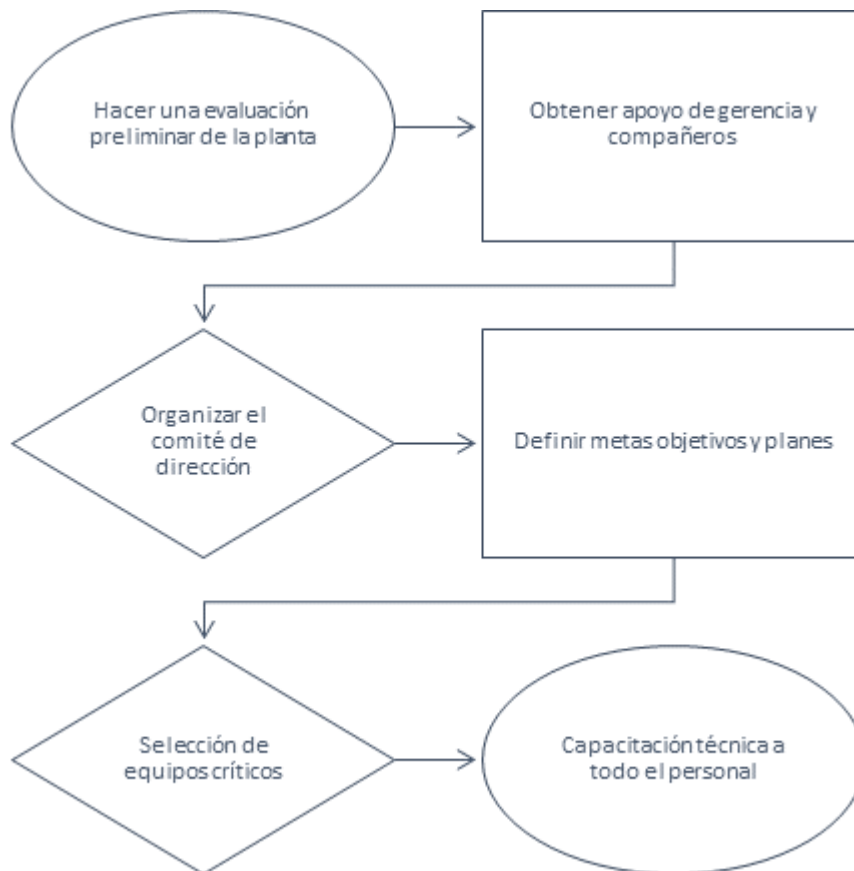 Hacer una evaluación
preliminar de la planta
Obtener apoyo de gerencia y
compañeros
Organizar el
comité de
dirección
Definir metas objetivos y planes
Selección de
equipos críticos
Capacitación técnica a
todo el personal